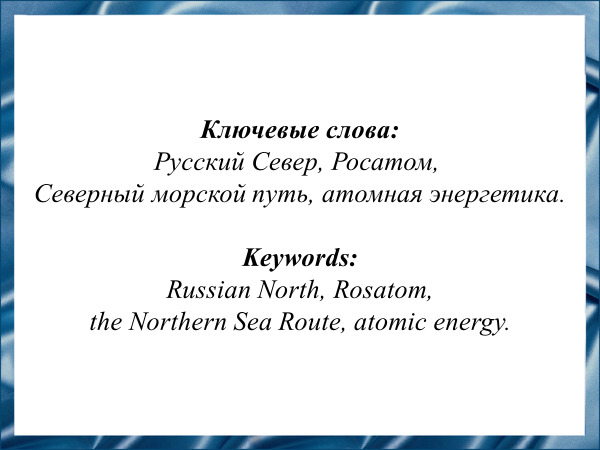 Ключевые слова:
Русский Север, Росатом,
Северный морской путь, атомная энергетика.
Keywords:
Russian North, Rosatom,
the Northern Sea Route, atomic energy.